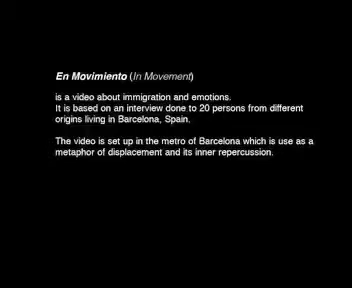 En Movimiento (In Movement)
is a video about immigration and emotions.
It is based on an interview done to 20 persons from different
origins living in Barcelona, Spain.
The video is set up in the metro of Barcelona which is use as a
metaphor of displacement and its inner repercussion.